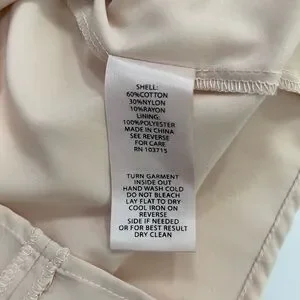 SHELL:
60%COTTON
30%NYLON
10%RAYON
LINING:
100%POLYESTER
MADE IN CHINA
SEE REVERSE
FOR CARE
RN 103715
TURN GARMENT
INSIDE OUT
HAND WASH COLD
DO NOT BLEACH
LAY FLAT TO DRY
COOL IRON ON
REVERSE
SIDE IF NEEDED
OR FOR BEST RESULT
DRY CLEAN